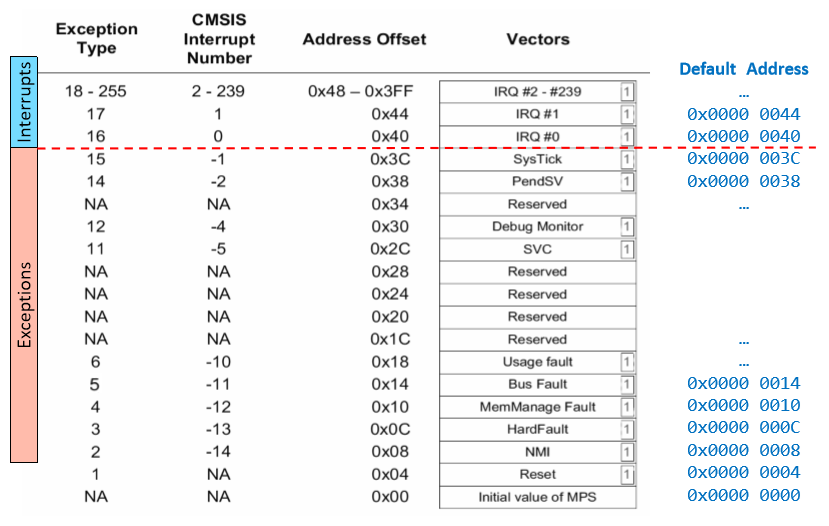 Exception Type CMSIS Interrupt Number Address Offset Vectors Default Address
Interrupts
18 - 255 2 - 239 0x48 – 0x3FF IRQ #2 - #239 1 …
17 1 0x44 IRQ #1 1 0x0000 0044
16 0 0x40 IRQ #0 1 0x0000 0040
Exceptions
15 -1 0x3C SysTick 1 0x0000 003C
14 -2 0x38 PendSV 1 0x0000 0038
NA NA 0x34 Reserved …
12 -4 0x30 Debug Monitor 1
11 -5 0x2C SVC 1
NA NA 0x28 Reserved
NA NA 0x24 Reserved
NA NA 0x20 Reserved
NA NA 0x1C Reserved …
6 -10 0x18 Usage fault 1 …
5 -11 0x14 Bus Fault 1 0x0000 0014
4 -12 0x10 MemManage Fault 1 0x0000 0010
3 -13 0x0C HardFault 1 0x0000 000C
2 -14 0x08 NMI 1 0x0000 0008
1 NA 0x04 Reset 1 0x0000 0004
NA NA 0x00 Initial value of MPS 0x0000 0000